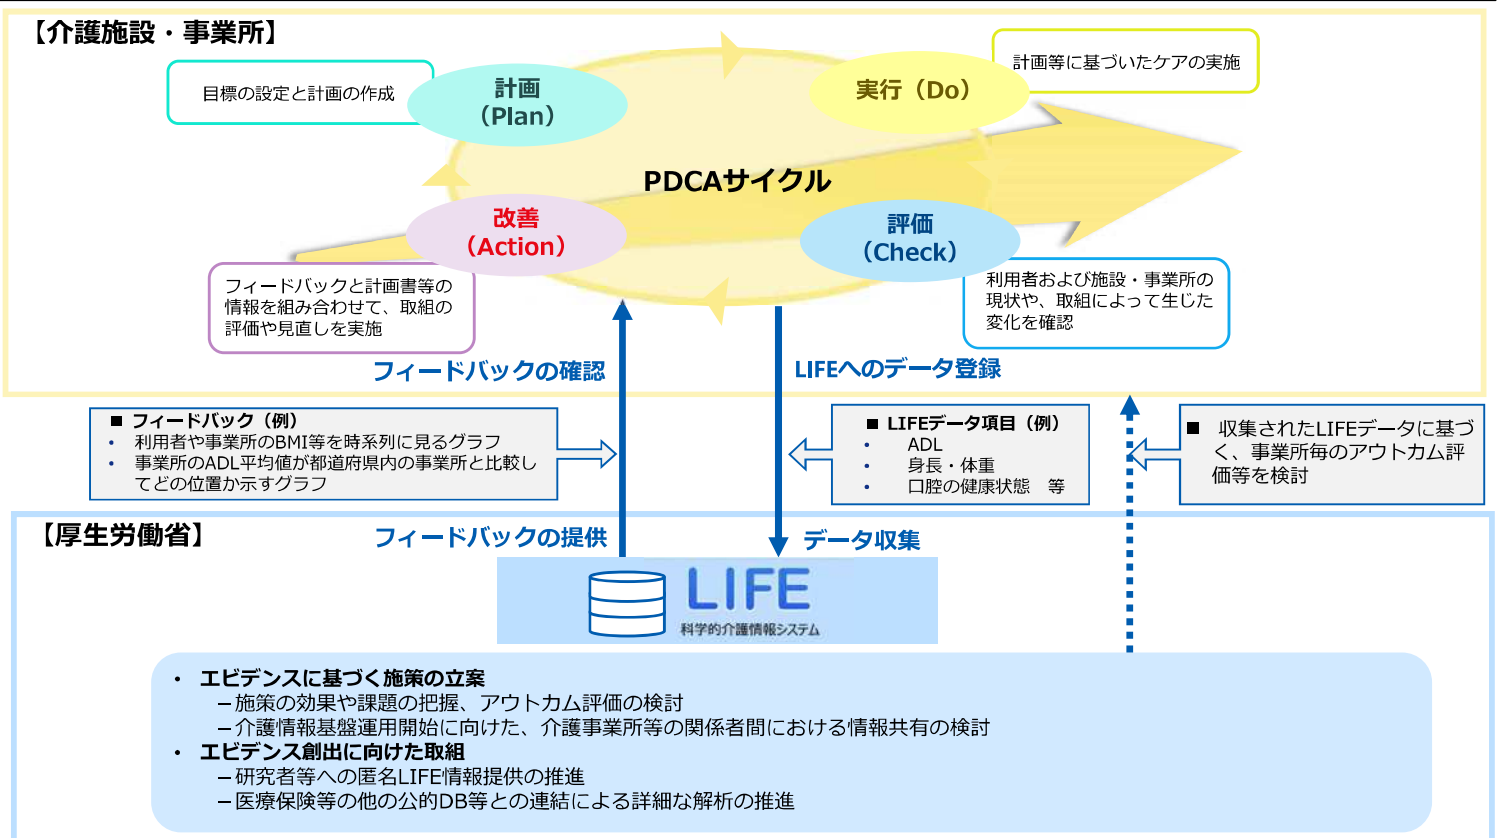 【介護施設・事業所】
目標の設定と計画の作成
計画
（Plan）
実行（Do）
計画等に基づいたケアの実施
PDCAサイクル
改善
（Action）
評価
（Check）
フィードバックと計画書等の
情報を組み合わせて、取組の
評価や見直しを実施
利用者および施設・事業所の
現状や、取組によって生じた
変化を確認
フィードバックの確認
LIFEへのデータ登録
■ フィードバック（例）
• 利用者や事業所のBMI等を時系列に見るグラフ
• 事業所のADL平均値が都道府県内の事業所と比較し
てどの位置か示すグラフ
■ LIFEデータ項目（例）
• ADL
• 身長・体重
• 口腔の健康状態　等
■ 収集されたLIFEデータに基づ
く、事業所毎のアウトカム評
価等を検討
【厚生労働省】
フィードバックの提供
データ収集
LIFE
科学的介護情報システム
• エビデンスに基づく施策の立案
－施策の効果や課題の把握、アウトカム評価の検討
－介護情報基盤運用開始に向けた、介護事業所等の関係者間における情報共有の検討
• エビデンス創出に向けた取組
－研究者等への匿名LIFE情報提供の推進
－医療保険等の他の公的DB等との連結による詳細な解析の推進